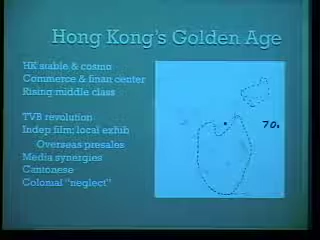 Hong Kong's Golden Age
HK stable & cosmo
Commerce & finan center
Rising middle class
TVB revolution
Indep film; local exhib
Overseas presales
Media synergies
Cantonese
Colonial "neglect"
70s